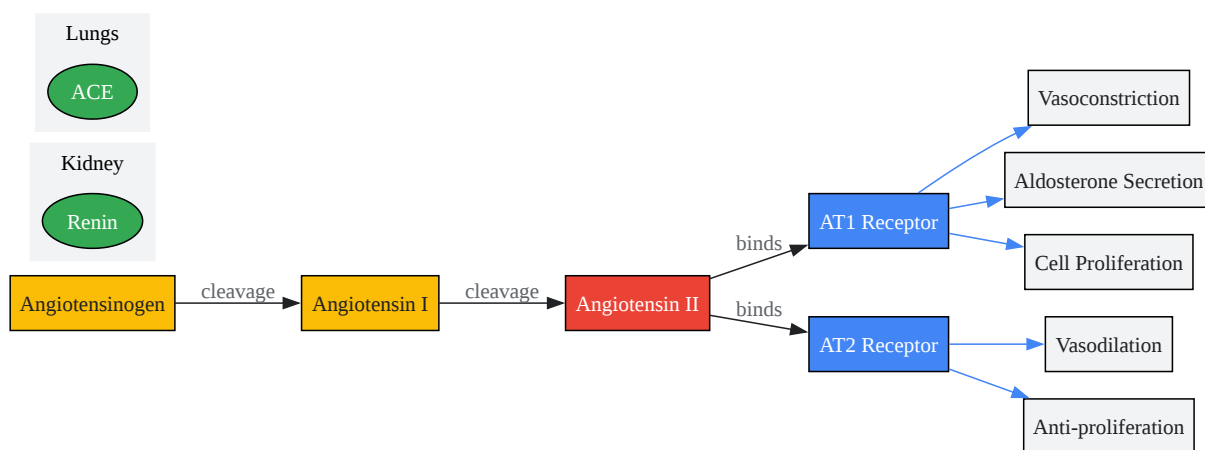 Lungs
ACE
Kidney
Renin
Angiotensinogen
cleavage
Angiotensin I
cleavage
Angiotensin II
binds
binds
AT1 Receptor
AT2 Receptor
Vasoconstriction
Aldosterone Secretion
Cell Proliferation
Vasodilation
Anti-proliferation